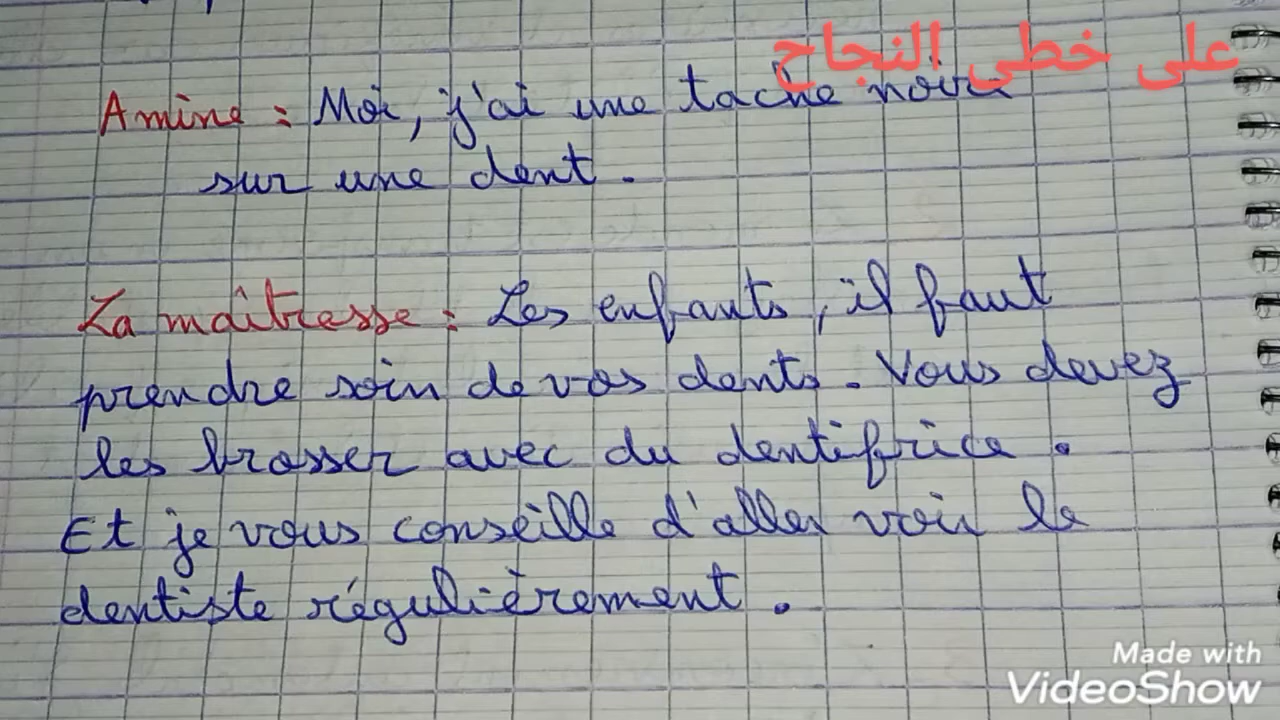 على خطى النجاح
Amine : Moi, j'ai une tache noire
sur une dent.
La maîtresse : Les enfants, il faut
prendre soin de vos dents. Vous devez
les brosser avec du dentifrice.
Et je vous conseille d'aller voir le
dentiste régulièrement.
Made with
VideoShow